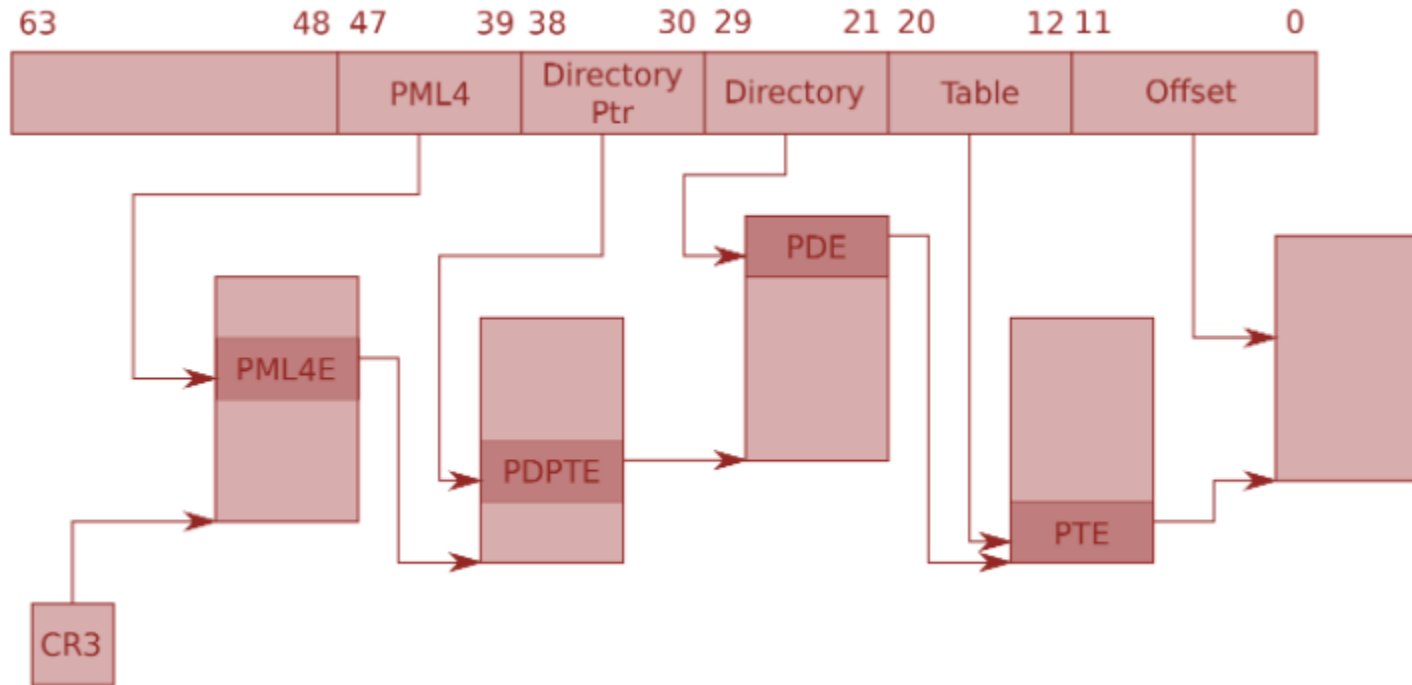 63 48 47 39 38 30 29 21 20 12 11 0
PML4
Directory
Ptr
Directory
Table
Offset
PDE
PML4E
PDPTE
PTE
CR3